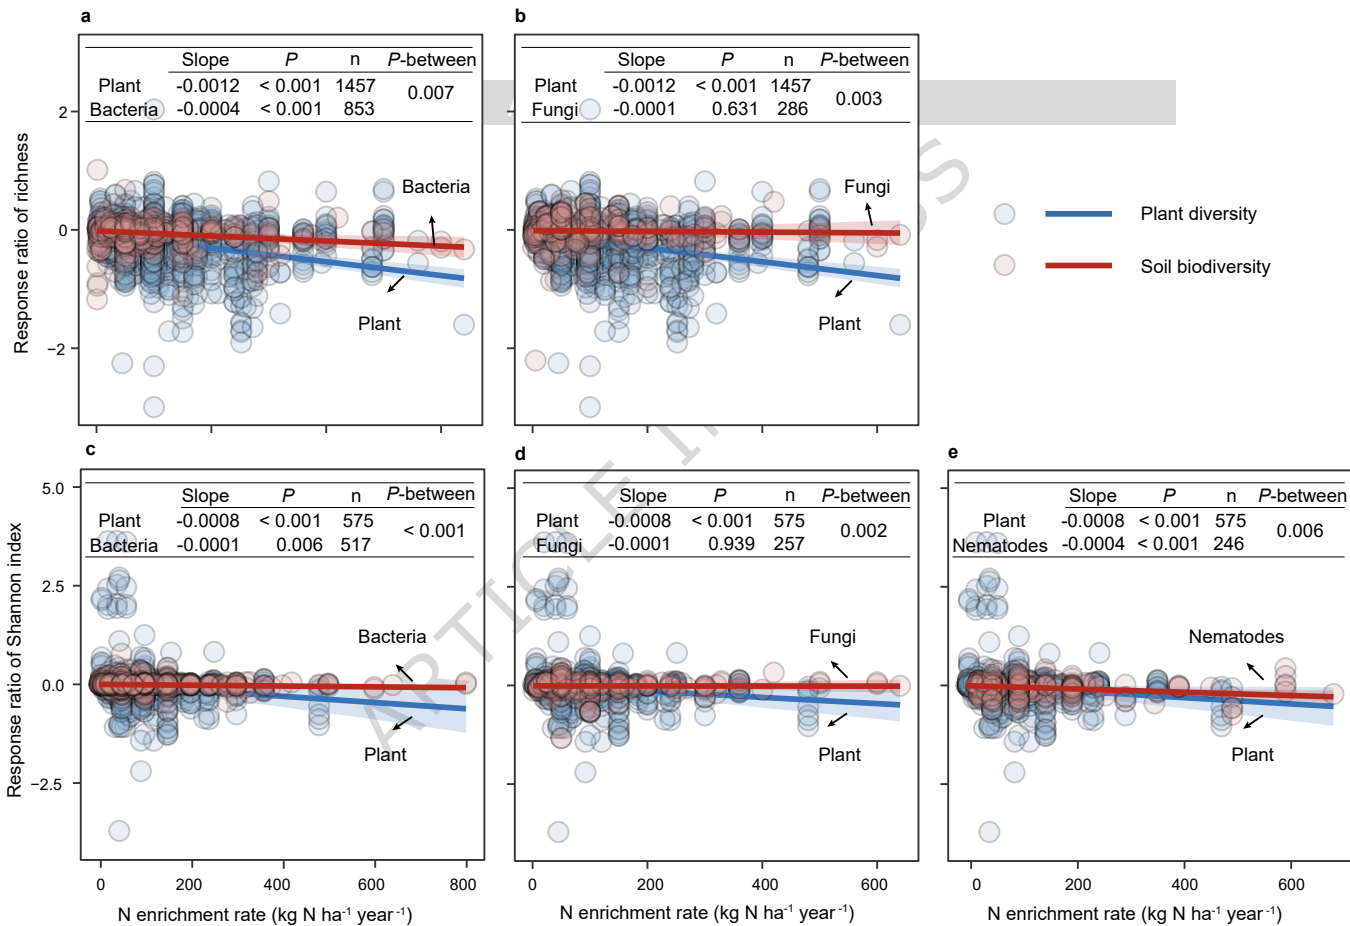 a
Slope P n P-between
Plant -0.0012 < 0.001 1457 0.007
Bacteria -0.0004 < 0.001 853
2
0
−2
Response ratio of richness
Bacteria
Plant
b
Slope P n P-between
Plant -0.0012 < 0.001 1457 0.003
Fungi -0.0001 0.631 286
Fungi
Plant
Plant diversity
Soil biodiversity
c
Slope P n P-between
Plant -0.0008 < 0.001 575 < 0.001
Bacteria -0.0001 0.006 517
5.0
2.5
0.0
−2.5
Response ratio of Shannon index
Bacteria
Plant
0 200 400 600 800
N enrichment rate (kg N ha⁻¹ year⁻¹)
d
Slope P n P-between
Plant -0.0008 < 0.001 575 0.002
Fungi -0.0001 0.939 257
Fungi
Plant
0 200 400 600
N enrichment rate (kg N ha⁻¹ year⁻¹)
e
Slope P n P-between
Plant -0.0008 < 0.001 575 0.006
Nematodes -0.0004 < 0.001 246
Nematodes
Plant
0 200 400 600
N enrichment rate (kg N ha⁻¹ year⁻¹)
ARTICLE I